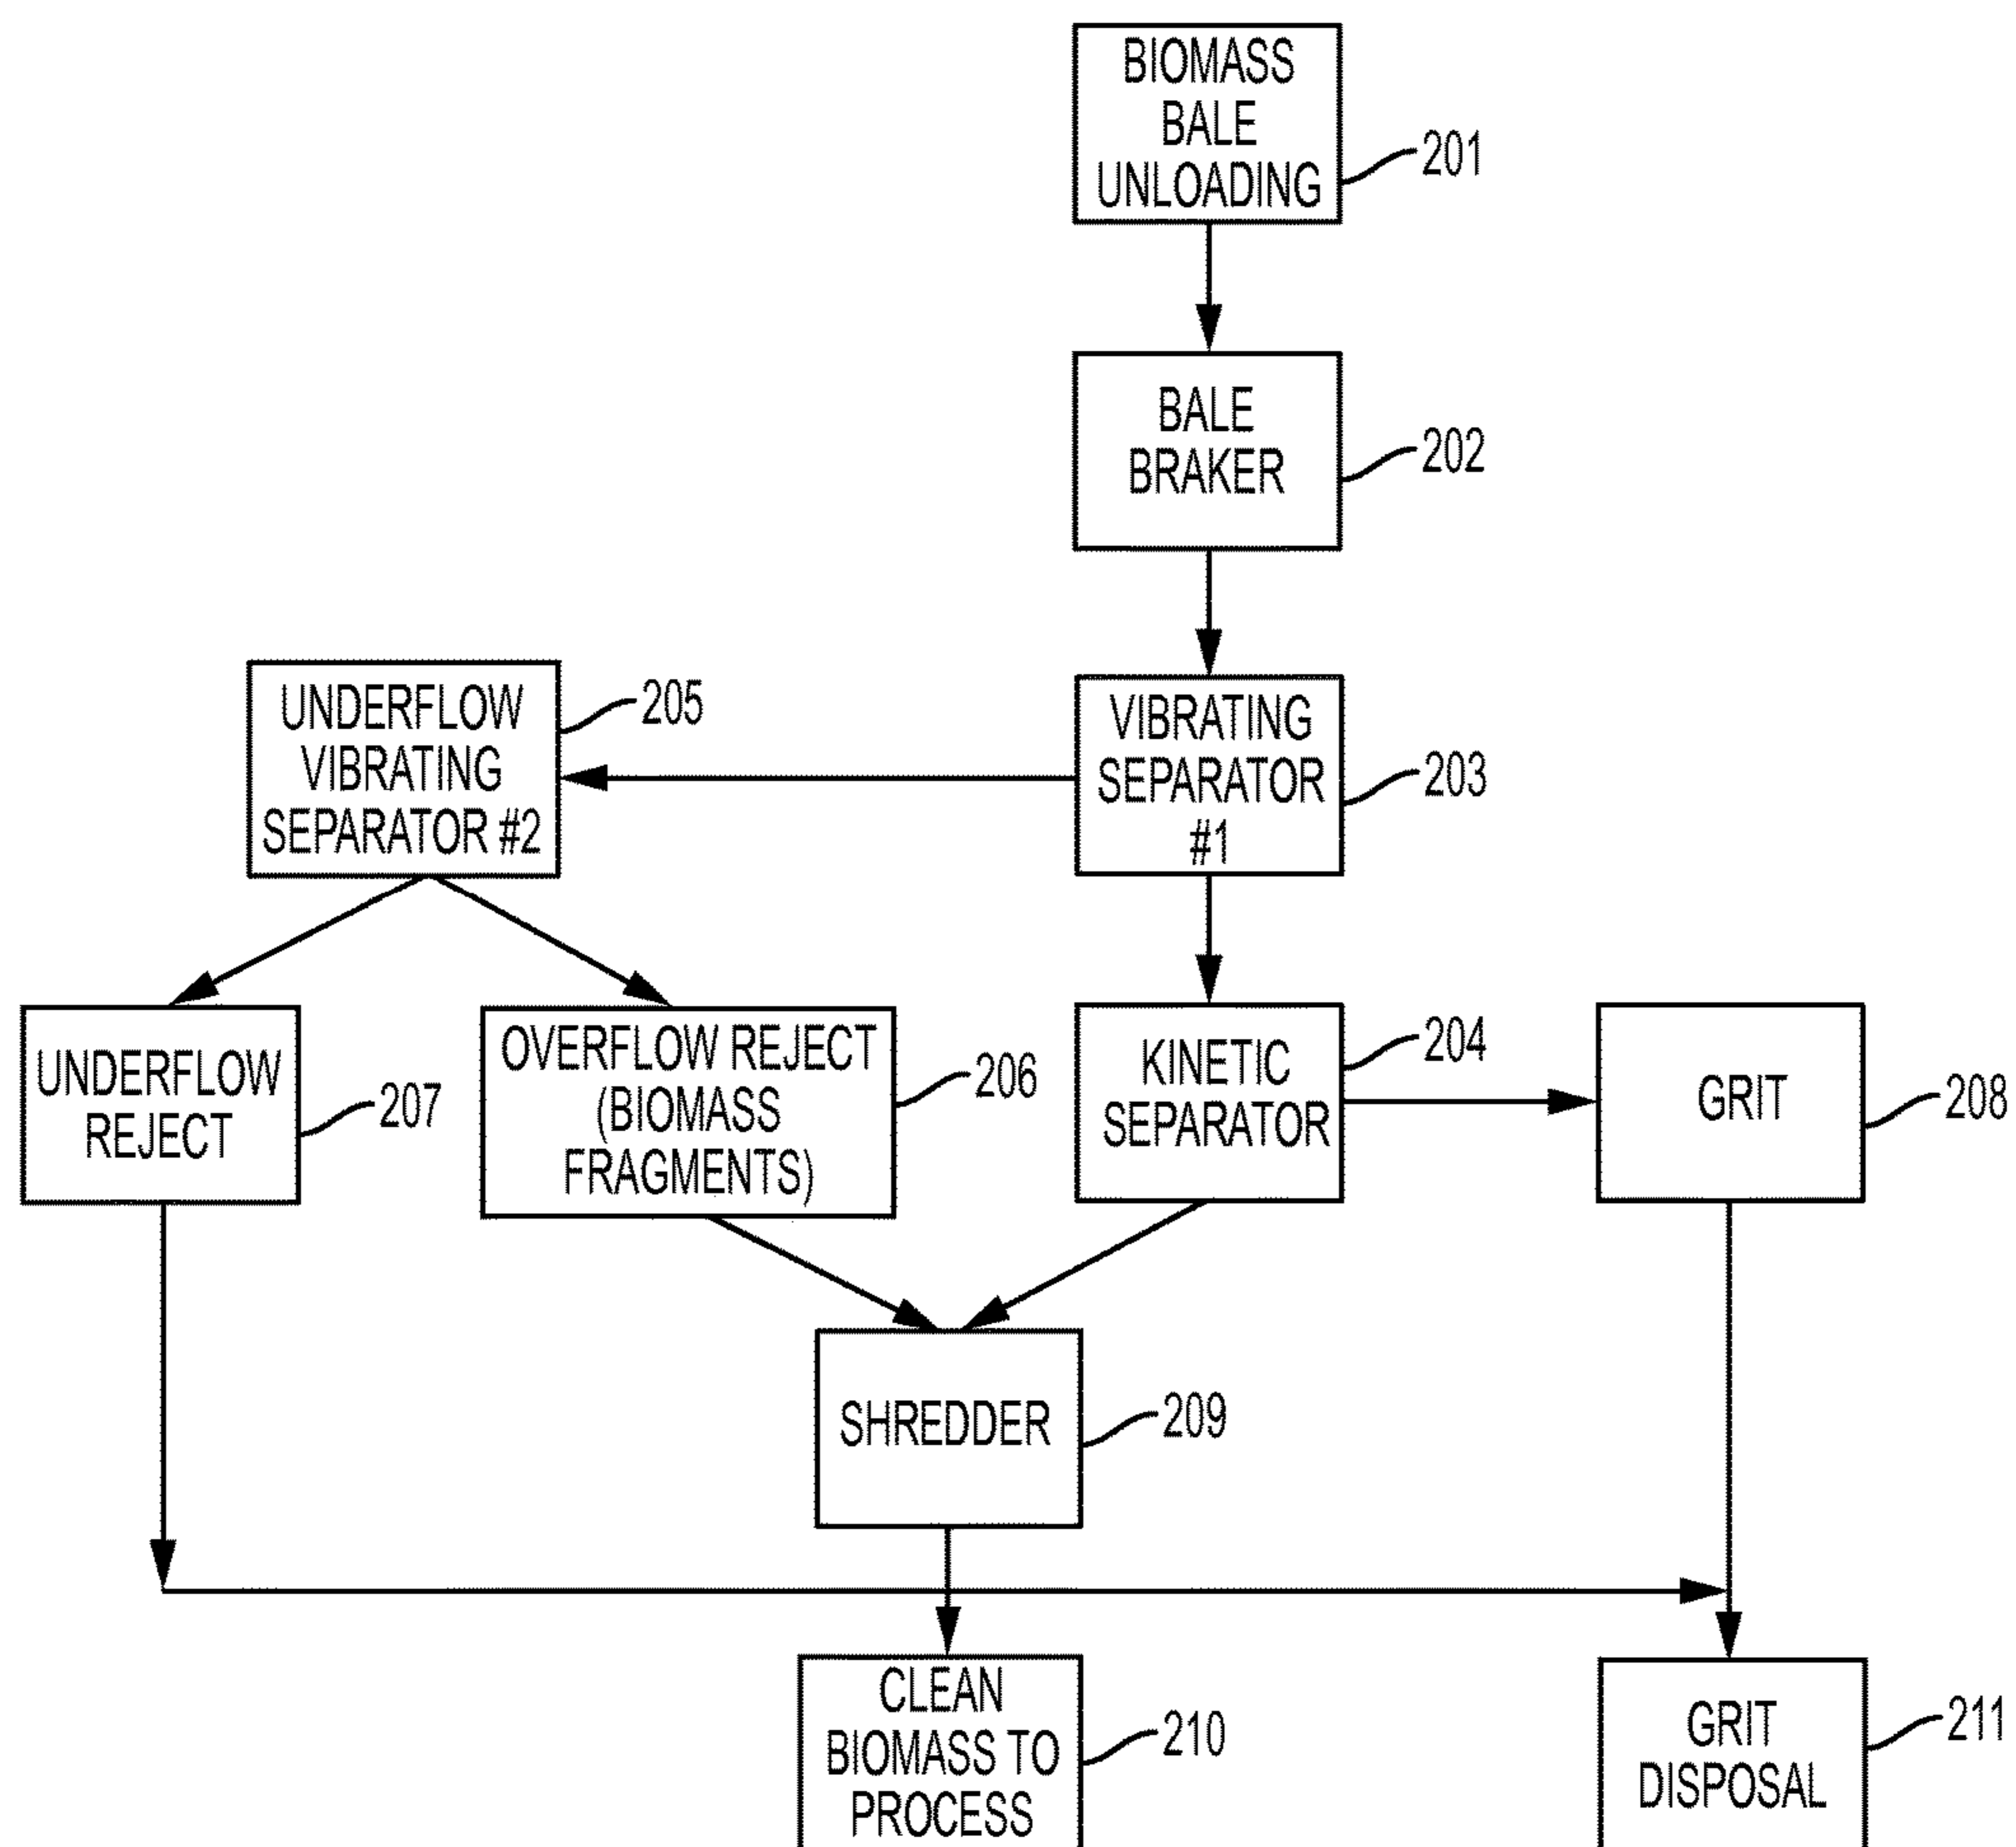 BIOMASS
BALE
UNLOADING
201
BALE
BRAKER
202
UNDERFLOW
VIBRATING
SEPARATOR #2
205
VIBRATING
SEPARATOR
#1
203
UNDERFLOW
REJECT
207
OVERFLOW REJECT
(BIOMASS
FRAGMENTS)
206
KINETIC
SEPARATOR
204
GRIT
208
SHREDDER
209
CLEAN
BIOMASS TO
PROCESS
210
GRIT
DISPOSAL
211